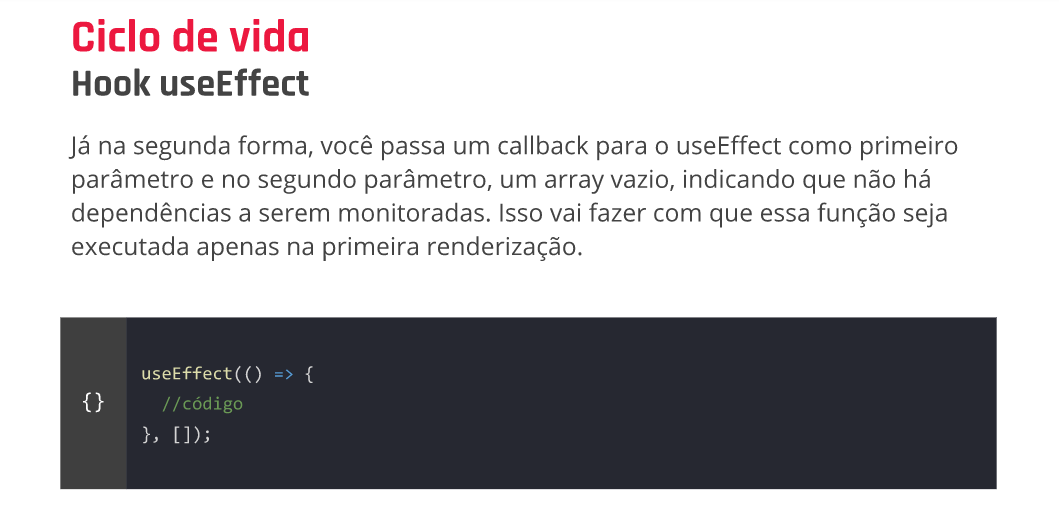 Ciclo de vida
Hook useEffect
Já na segunda forma, você passa um callback para o useEffect como primeiro
parâmetro e no segundo parâmetro, um array vazio, indicando que não há
dependências a serem monitoradas. Isso vai fazer com que essa função seja
executada apenas na primeira renderização.
useEffect(() => {
{}
//código
}, []);